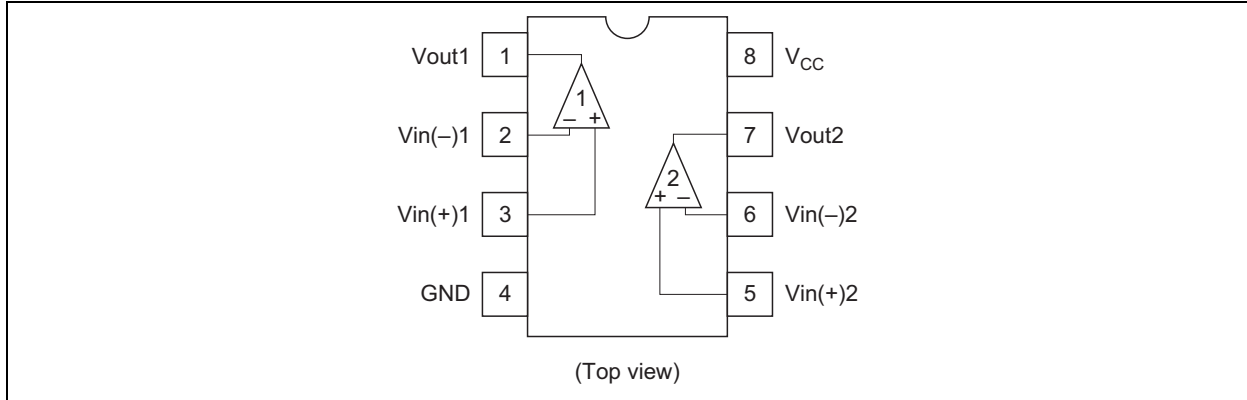 Vout1 1 8 VCC
1
– +
Vin(–)1 2 7 Vout2
2
+ –
Vin(+)1 3 6 Vin(–)2
GND 4 5 Vin(+)2
(Top view)